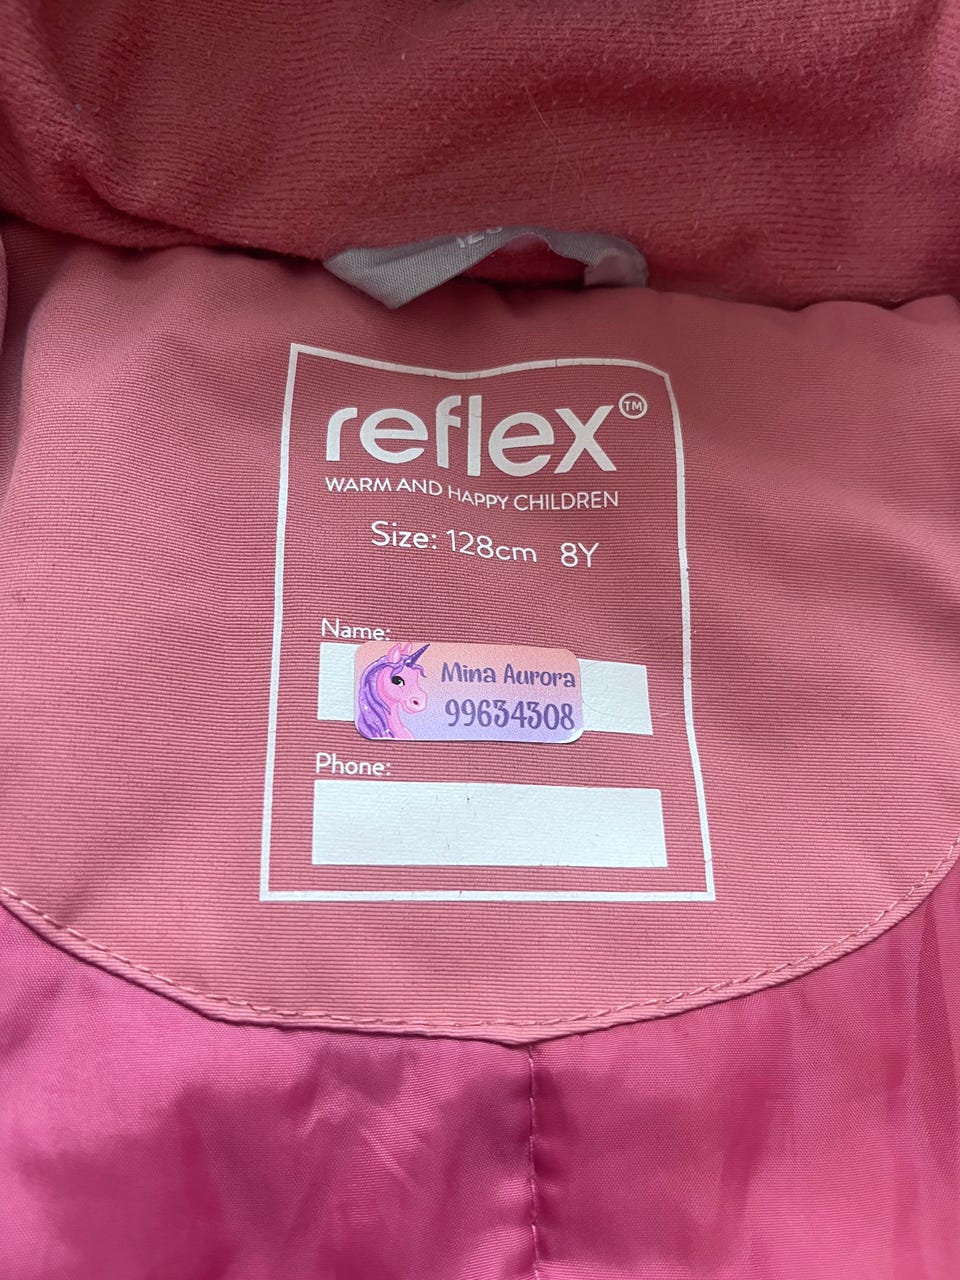 reflex™
WARM AND HAPPY CHILDREN
Size: 128cm 8Y
Name:
Mina Aurora
99634308
Phone: